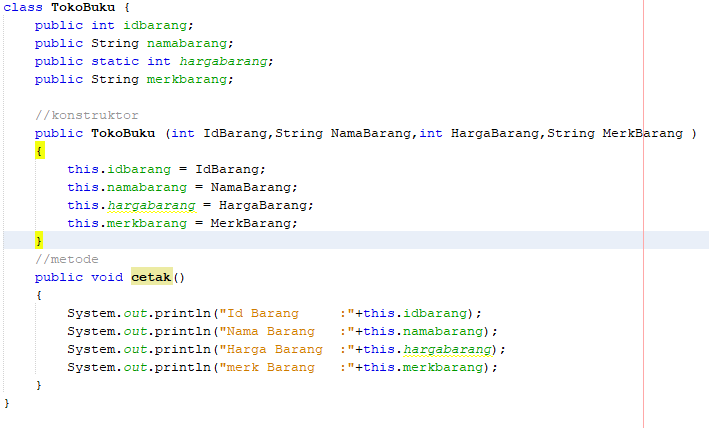 class TokoBuku {
    public int idbarang;
    public String namabarang;
    public static int hargabarang;
    public String merkbarang;

    //konstruktor
    public TokoBuku (int IdBarang,String NamaBarang,int HargaBarang,String MerkBarang )
    {
        this.idbarang = IdBarang;
        this.namabarang = NamaBarang;
        this.hargabarang = HargaBarang;
        this.merkbarang = MerkBarang;
    }
    //metode
    public void cetak()
    {
        System.out.println("Id Barang     :"+this.idbarang);
        System.out.println("Nama Barang   :"+this.namabarang);
        System.out.println("Harga Barang  :"+this.hargabarang);
        System.out.println("merk Barang   :"+this.merkbarang);
    }
}